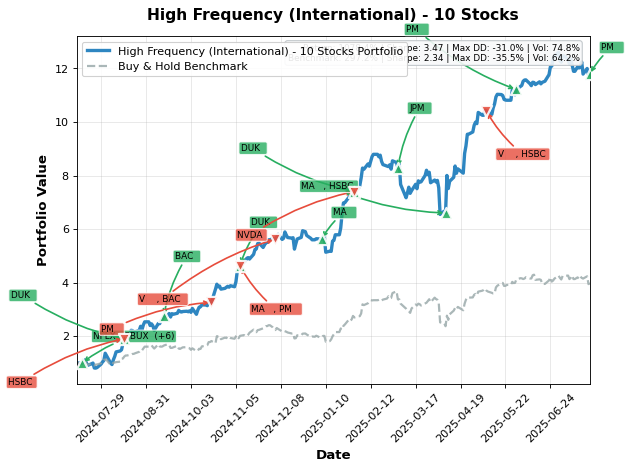 High Frequency (International) - 10 Stocks
PM
High Frequency (International) - 10 Stocks Portfolio
Buy & Hold Benchmark
3.47 | Max DD: -31.0% | Vol: 74.8%
2.34 | Max DD: -35.5% | Vol: 64.2%
PM
JPM
DUK
V , HSBC
MA , HSBC
MA
DUK
NVDA
BAC
DUK
V , BAC
MA , PM
PM
BUX (+6)
HSBC
Portfolio Value
12
10
8
6
4
2
2024-07-29
2024-08-31
2024-10-03
2024-11-05
2024-12-08
2025-01-10
2025-02-12
2025-03-17
2025-04-19
2025-05-22
2025-06-24
Date